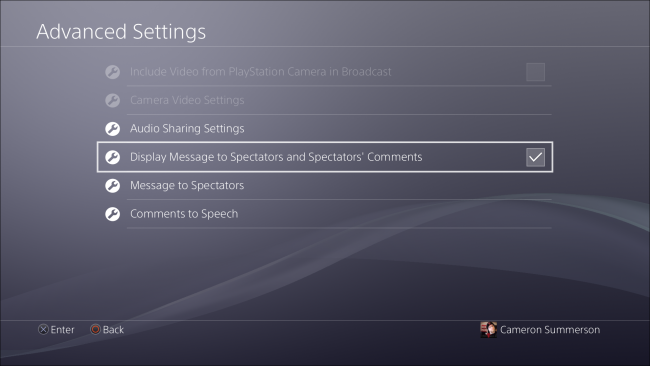 Advanced Settings
Include Video from PlayStation Camera in Broadcast
Camera Video Settings
Audio Sharing Settings
Display Message to Spectators and Spectators' Comments
Message to Spectators
Comments to Speech
Enter
Back
Cameron Summerson